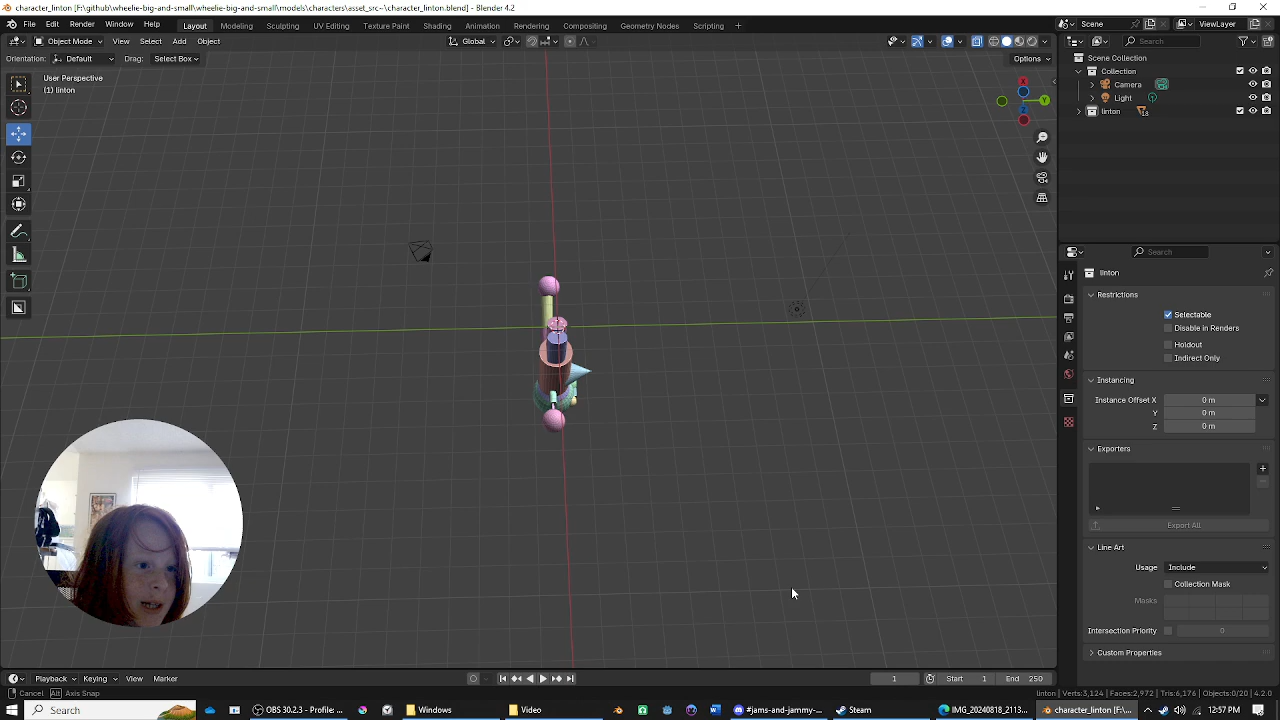 character_linton [F:\github\wheelie-big-and-small\wheelie-big-and-small\models\characters\asset_src~\character_linton.blend] - Blender 4.2
File Edit Render Window Help Layout Modeling Sculpting UV Editing Texture Paint Shading Animation Rendering Compositing Geometry Nodes Scripting + Scene ViewLayer
Object Mode View Select Add Object Global Search
Orientation: Default Drag: Select Box Options
User Perspective
(1) linton
X
Y
Z
Scene Collection
Collection
Camera
Light
linton
Search
linton
Restrictions
Selectable
Disable in Renders
Holdout
Indirect Only
Instancing
Instance Offset X 0 m
Y 0 m
Z 0 m
Exporters
Export All
Line Art
Usage Include
Collection Mask
Masks
Intersection Priority 0
Custom Properties
Playback Keying View Marker 1 Start 1 End 250
Cancel Alt Axis Snap linton | Verts:3,124 | Faces:2,972 | Tris:6,176 | Objects:0/20 | 4.2.0
Search OBS 30.2.3 - Profile: ... Windows Video #jams-and-jammy-... Steam IMG_20240818_2113... character_linton [F:\... 12:57 PM